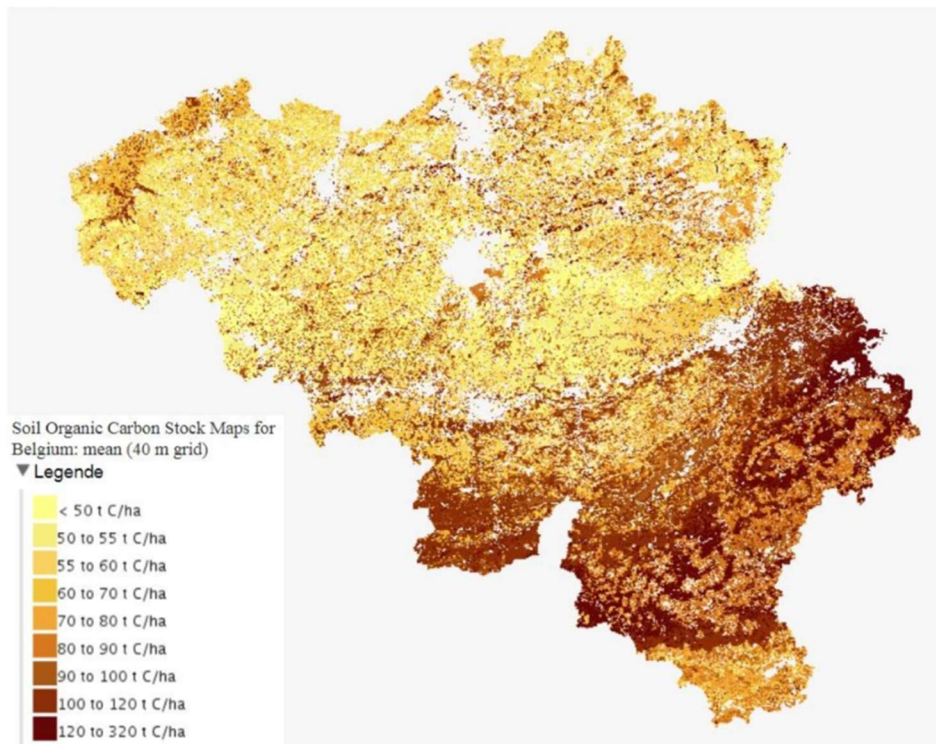 Soil Organic Carbon Stock Maps for
Belgium: mean (40 m grid)
Legende
< 50 t C/ha
50 to 55 t C/ha
55 to 60 t C/ha
60 to 70 t C/ha
70 to 80 t C/ha
80 to 90 t C/ha
90 to 100 t C/ha
100 to 120 t C/ha
120 to 320 t C/ha